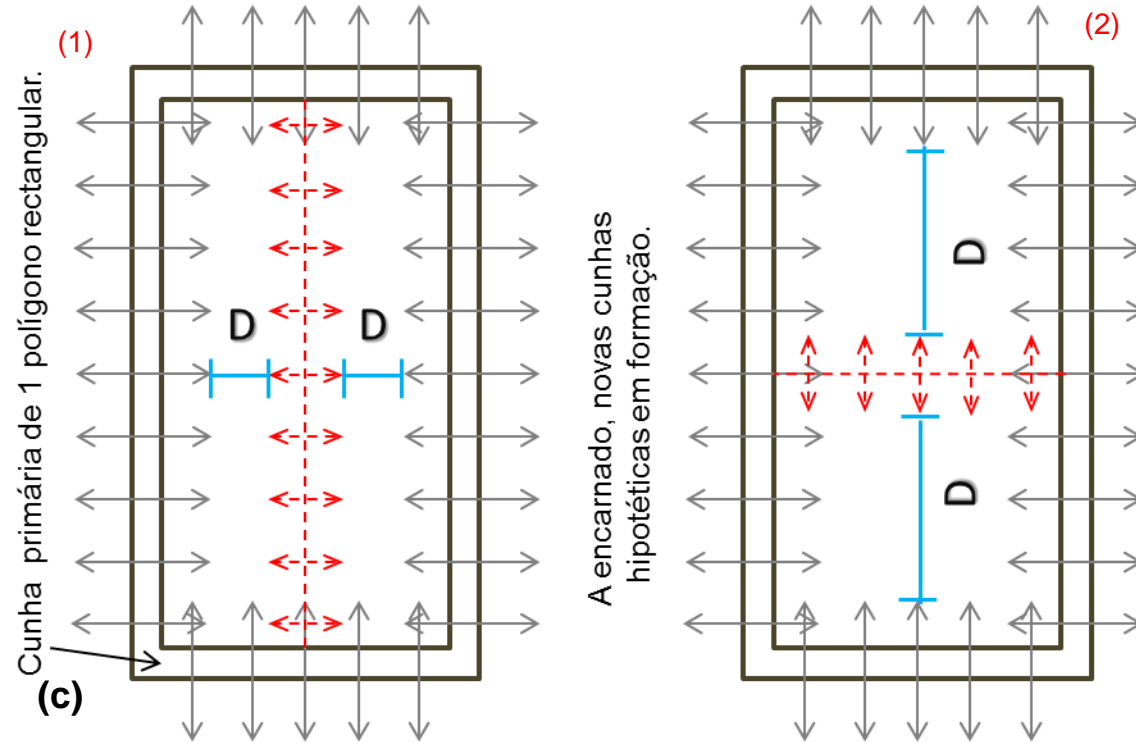 (1)
Cunha primária de 1 polígono rectangular.
D
D
(c)
(2)
A encarnado, novas cunhas
hipotéticas em formação.
D
D